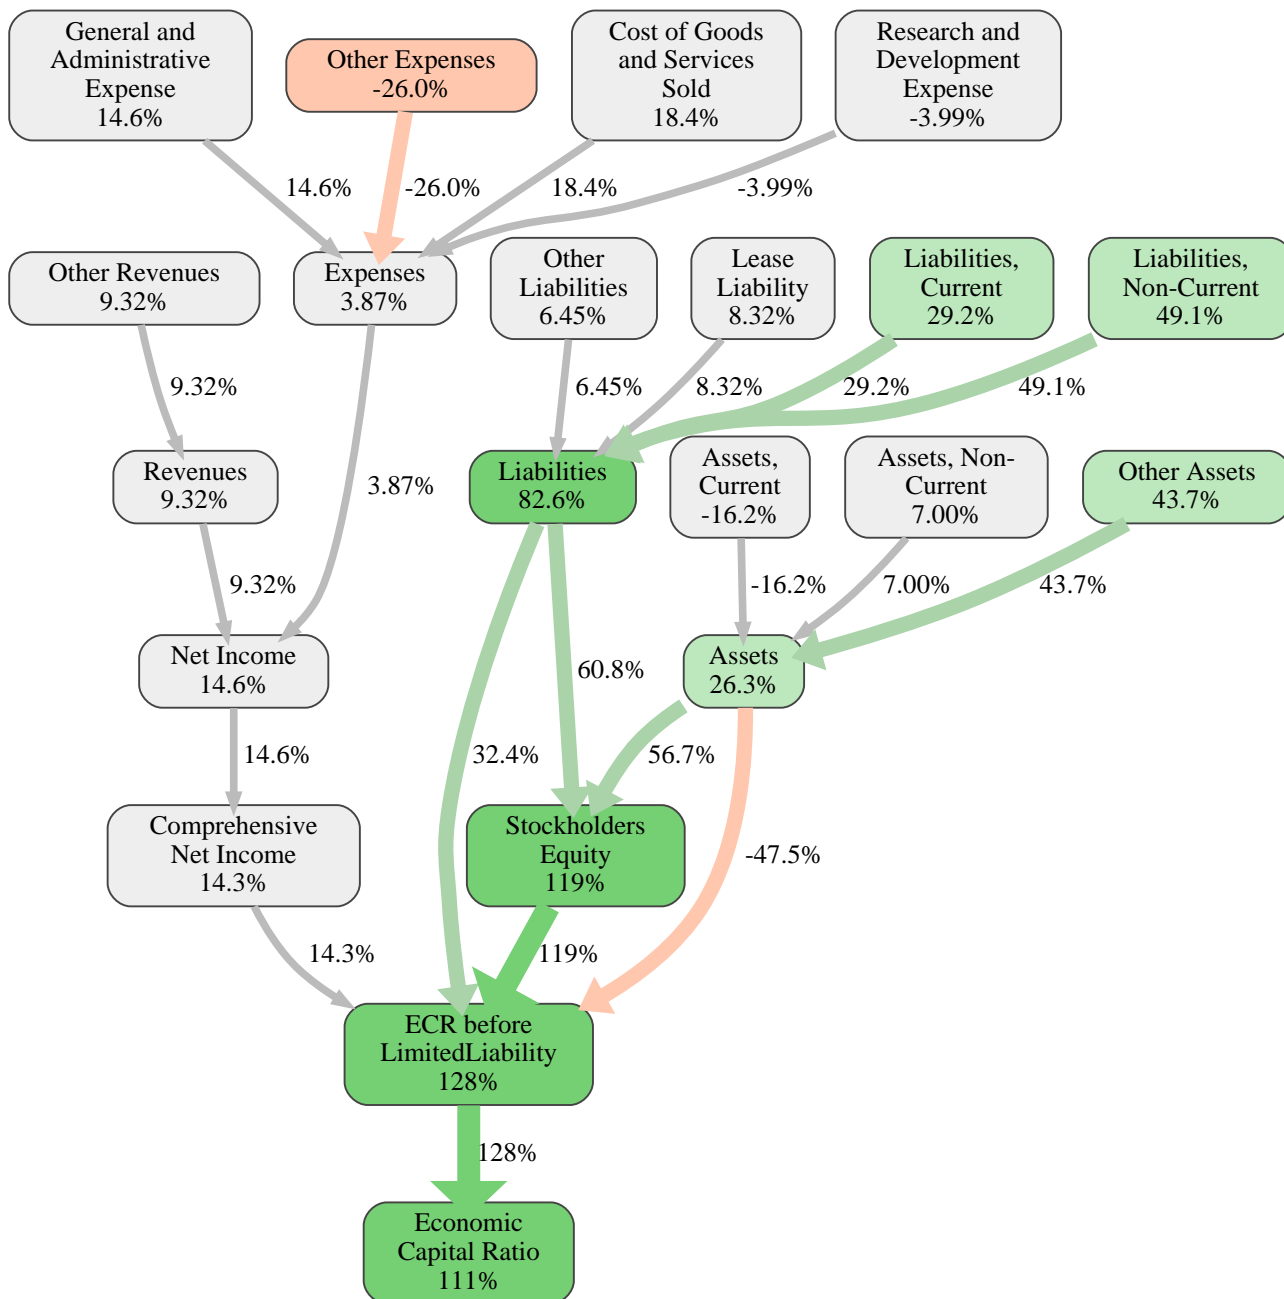 General and
Administrative
Expense
14.6%
Other Expenses
-26.0%
Cost of Goods
and Services
Sold
18.4%
Research and
Development
Expense
-3.99%
14.6%
-26.0%
18.4%
-3.99%
Other Revenues
9.32%
Expenses
3.87%
Other
Liabilities
6.45%
Lease
Liability
8.32%
Liabilities,
Current
29.2%
Liabilities,
Non-Current
49.1%
9.32%
6.45%
8.32%
29.2%
49.1%
Revenues
9.32%
3.87%
Liabilities
82.6%
Assets,
Current
-16.2%
Assets, Non-
Current
7.00%
Other Assets
43.7%
9.32%
-16.2%
7.00%
43.7%
Net Income
14.6%
60.8%
Assets
26.3%
14.6%
32.4%
56.7%
Comprehensive
Net Income
14.3%
Stockholders
Equity
119%
-47.5%
14.3%
119%
ECR before
LimitedLiability
128%
128%
Economic
Capital Ratio
111%